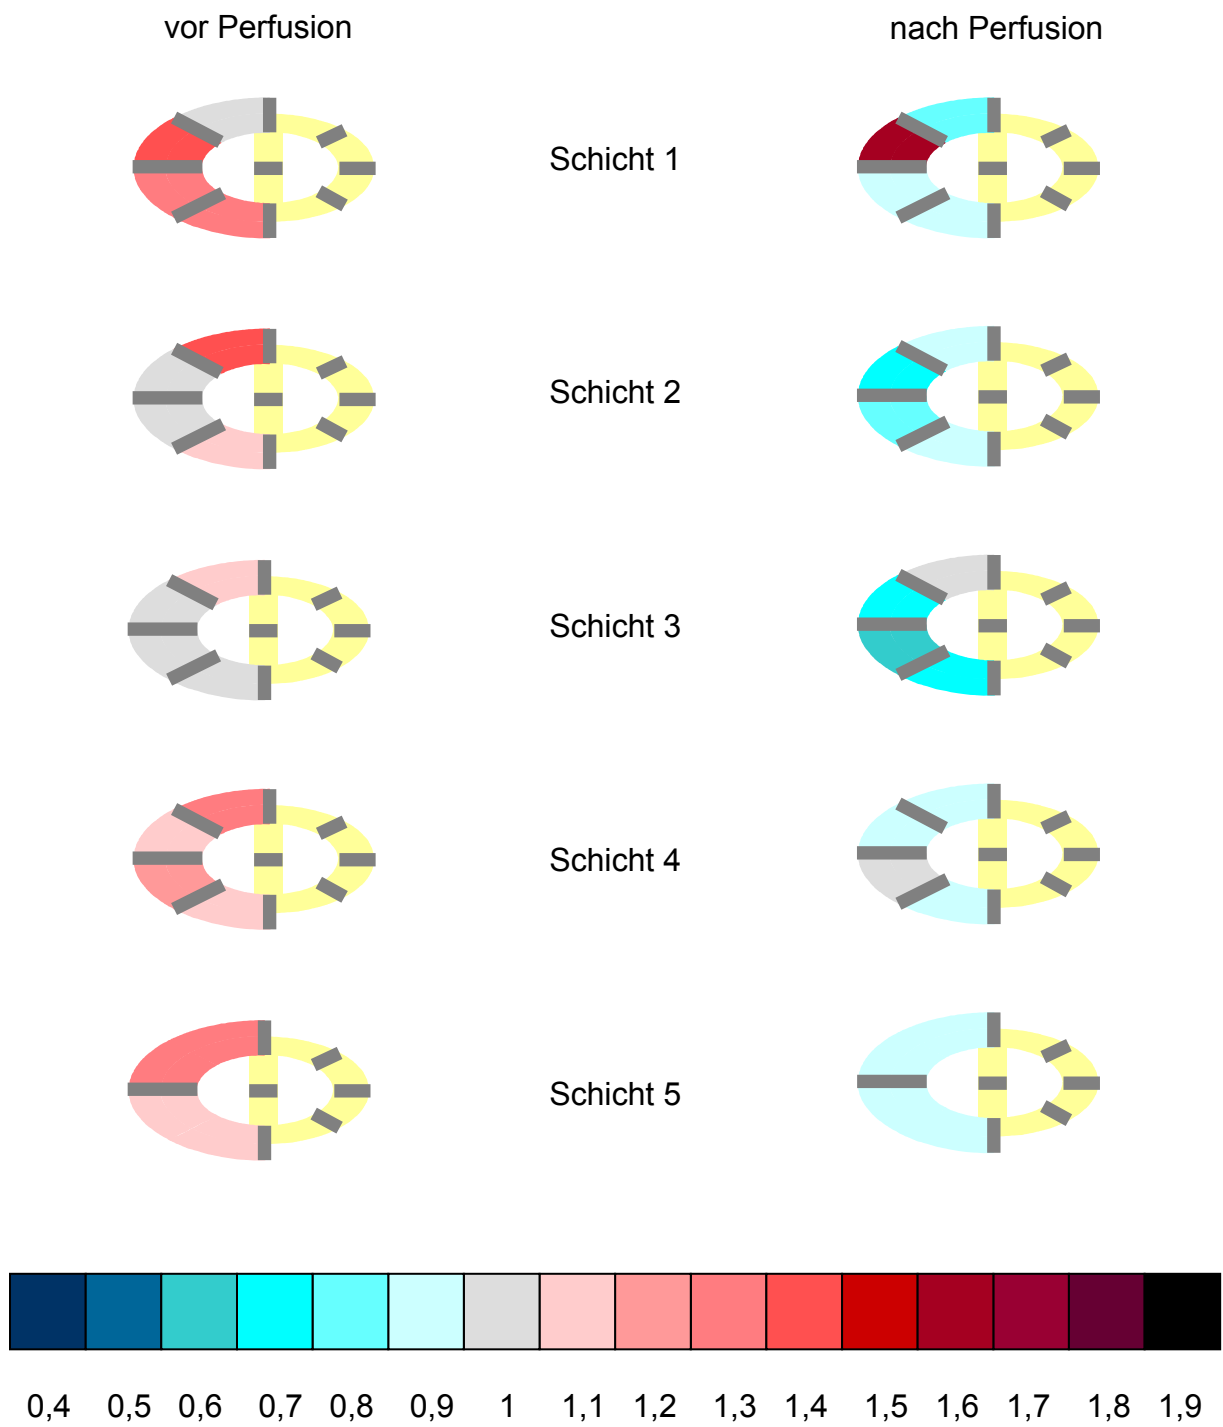 vor Perfusion nach Perfusion
Schicht 1
Schicht 2
Schicht 3
Schicht 4
Schicht 5
0,4 0,5 0,6 0,7 0,8 0,9 1 1,1 1,2 1,3 1,4 1,5 1,6 1,7 1,8 1,9